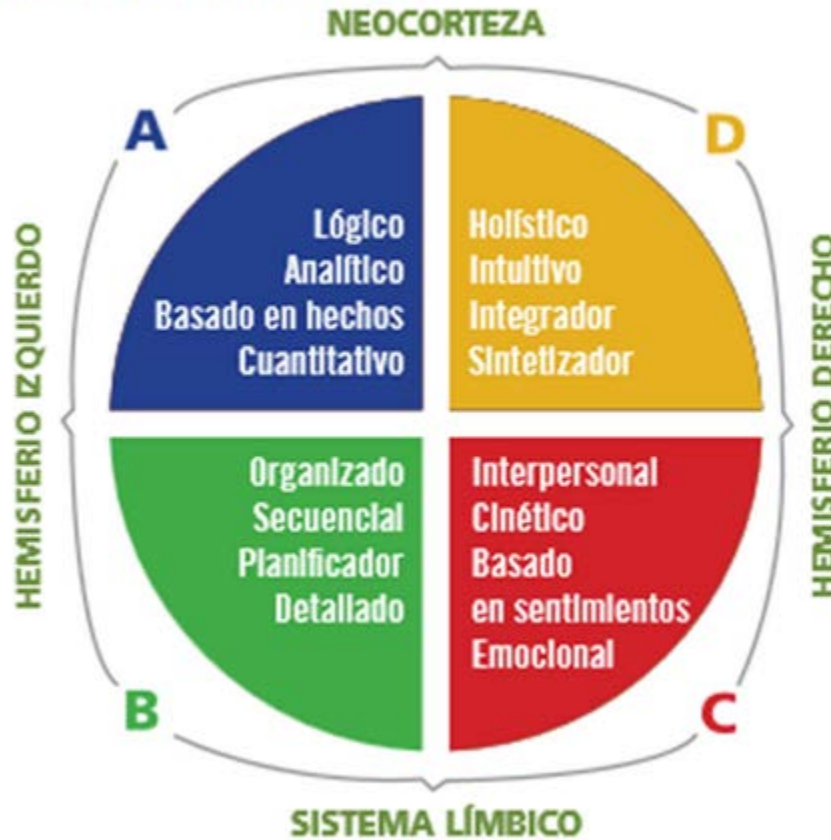 NEOCORTEZA
A
D
HEMISFERIO IZQUIERDO
Lógico
Analítico
Basado en hechos
Cuantitativo
Holístico
Intuitivo
Integrador
Sintetizador
HEMISFERIO DERECHO
Organizado
Secuencial
Planificador
Detallado
Interpersonal
Cinético
Basado
en sentimientos
Emocional
B
C
SISTEMA LÍMBICO